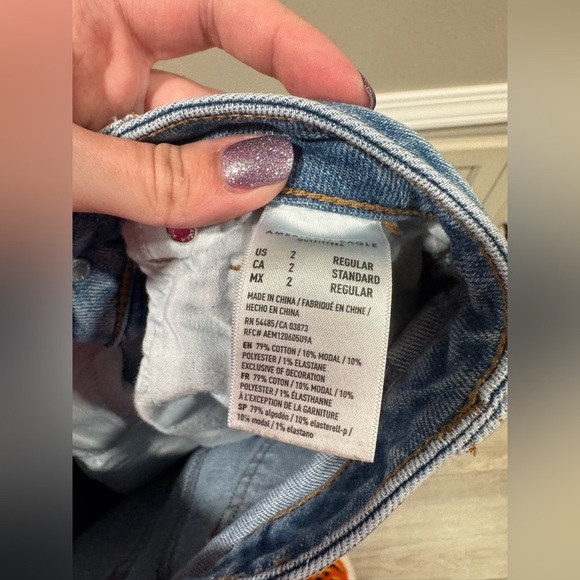 AMERICAN EAGLE
OUTFITTERS
US 2 REGULAR
CA 2 STANDARD
MX 2 REGULAR
MADE IN CHINA / FABRIQUÉ EN CHINE /
HECHO EN CHINA
RN 54485/CA 03873
RFC# AEM120605U9A
EN 79% COTTON / 10% MODAL / 10%
POLYESTER / 1% ELASTANE
EXCLUSIVE OF DECORATION
FR 79% COTON / 10% MODAL / 10%
POLYESTER / 1% ÉLASTHANNE
À L'EXCEPTION DE LA GARNITURE
SP 79% algodón / 10% elasterell-p /
10% modal / 1% elastano